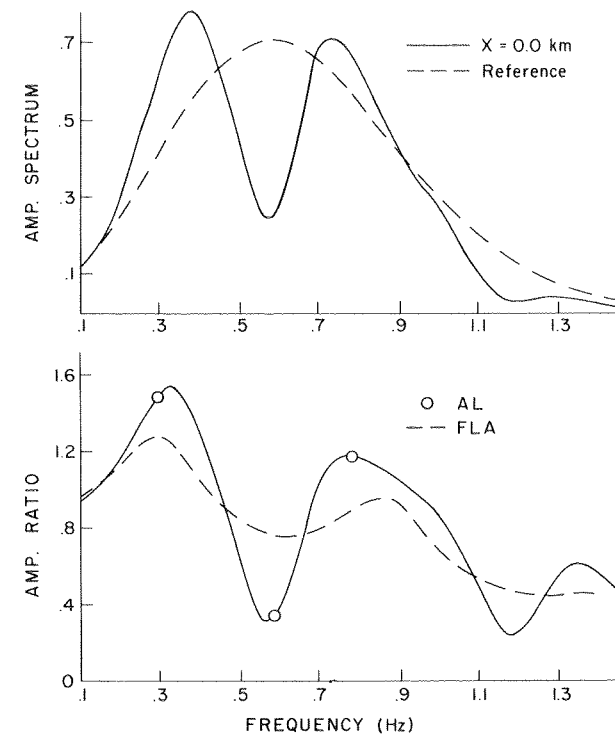 .7
.5
.3
.1
AMP. SPECTRUM
X = 0.0 km
Reference
.1 .3 .5 .7 .9 1.1 1.3
1.6
1.2
.8
.4
0
AMP. RATIO
AL
FLA
.1 .3 .5 .7 .9 1.1 1.3
FREQUENCY (Hz)